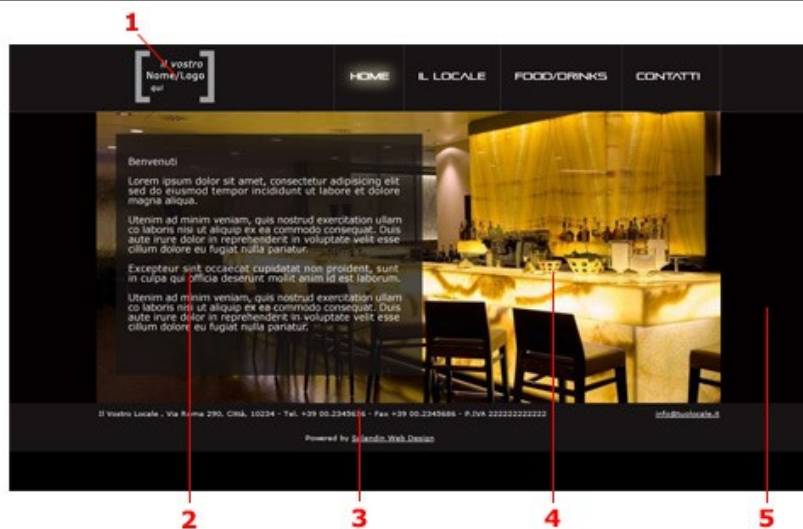 1
il vostro
Nome/Logo
qui
HOME
IL LOCALE
FOOD/DRINKS
CONTATTI
Benvenuti
Lorem ipsum dolor sit amet, consectetur adipisicing elit
sed do eiusmod tempor incididunt ut labore et dolore
magna aliqua.
Utenim ad minim veniam, quis nostrud exercitation ullam
co laboris nisi ut aliquip ex ea commodo consequat. Duis
aute irure dolor in reprehenderit in voluptate velit esse
cillum dolore eu fugiat nulla pariatur.
Excepteur sint occaecat cupidatat non proident, sunt
in culpa qui officia deserunt mollit anim id est laborum.
Utenim ad minim veniam, quis nostrud exercitation ullam
co laboris nisi ut aliquip ex ea commodo consequat. Duis
aute irure dolor in reprehenderit in voluptate velit esse
cillum dolore eu fugiat nulla pariatur.
Il Vostro Locale , Via Roma 290, Città, 10234 - Tel. +39 00.2345636 - Fax +39 00.2345686 - P.IVA 222222222222
info@tuolocale.it
Powered by Salandin Web Design
2
3
4
5